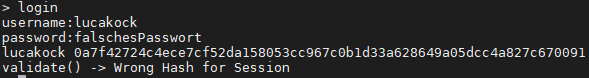 > login
username:lucakock
password:falschesPasswort
lucakock 0a7f42724c4ece7cf52da158053cc967c0b1d33a628649a05dcc4a827c670091
validate() -> Wrong Hash for Session